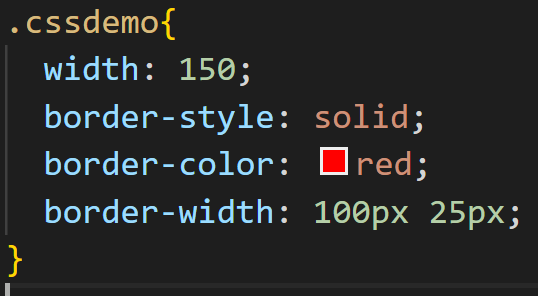 .cssdemo{
width: 150;
border-style: solid;
border-color: red;
border-width: 100px 25px;
}